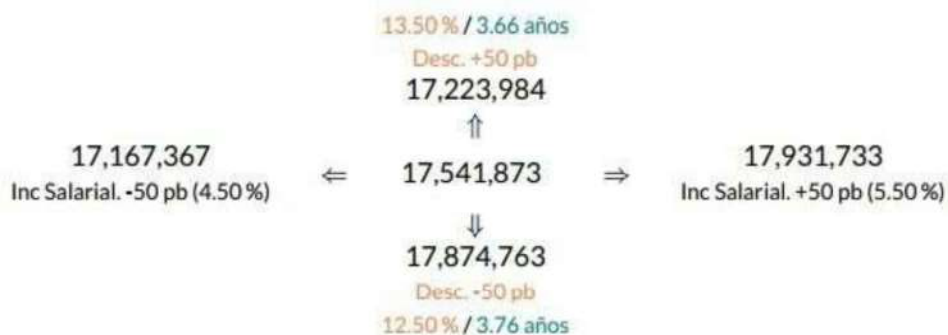 13.50 % / 3.66 años
Desc. +50 pb
17,223,984
⇑
17,167,367
Inc Salarial. -50 pb (4.50 %)
⇐ 17,541,873 ⇒
17,931,733
Inc Salarial. +50 pb (5.50 %)
⇓
17,874,763
Desc. -50 pb
12.50 % / 3.76 años